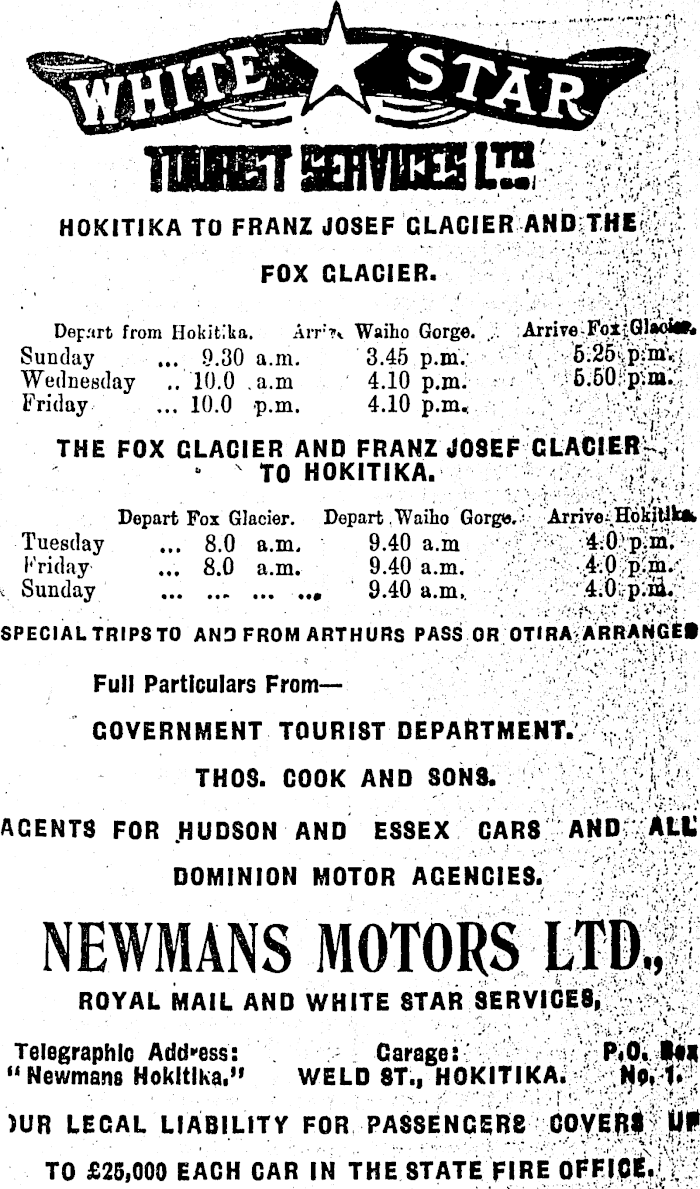 WHITE STAR
TOURIST SERVICES LTD
HOKITIKA TO FRANZ JOSEF GLACIER AND THE
FOX GLACIER.
Depart from Hokitika. Arrive Waiho Gorge. Arrive Fox Glacier.
Sunday ... 9.30 a.m. 3.45 p.m. 5.25 p.m.
Wednesday .. 10.0 a.m 4.10 p.m. 5.50 p.m.
Friday ... 10.0 p.m. 4.10 p.m.
THE FOX GLACIER AND FRANZ JOSEF GLACIER
TO HOKITIKA.
Depart Fox Glacier. Depart Waiho Gorge. Arrive Hokitika.
Tuesday ... 8.0 a.m. 9.40 a.m 4.0 p.m.
Friday ... 8.0 a.m. 9.40 a.m. 4.0 p.m.
Sunday ... ... ... ... 9.40 a.m. 4.0 p.m.
SPECIAL TRIPS TO AND FROM ARTHURS PASS OR OTIRA ARRANGED
Full Particulars From—
GOVERNMENT TOURIST DEPARTMENT.
THOS. COOK AND SONS.
AGENTS FOR HUDSON AND ESSEX CARS AND ALL
DOMINION MOTOR AGENCIES.
NEWMANS MOTORS LTD.,
ROYAL MAIL AND WHITE STAR SERVICES,
Telegraphic Address: Garage: P.O. Box
"Newmans Hokitika." WELD ST., HOKITIKA. No. 1.
OUR LEGAL LIABILITY FOR PASSENGERS COVERS UP
TO £25,000 EACH CAR IN THE STATE FIRE OFFICE.